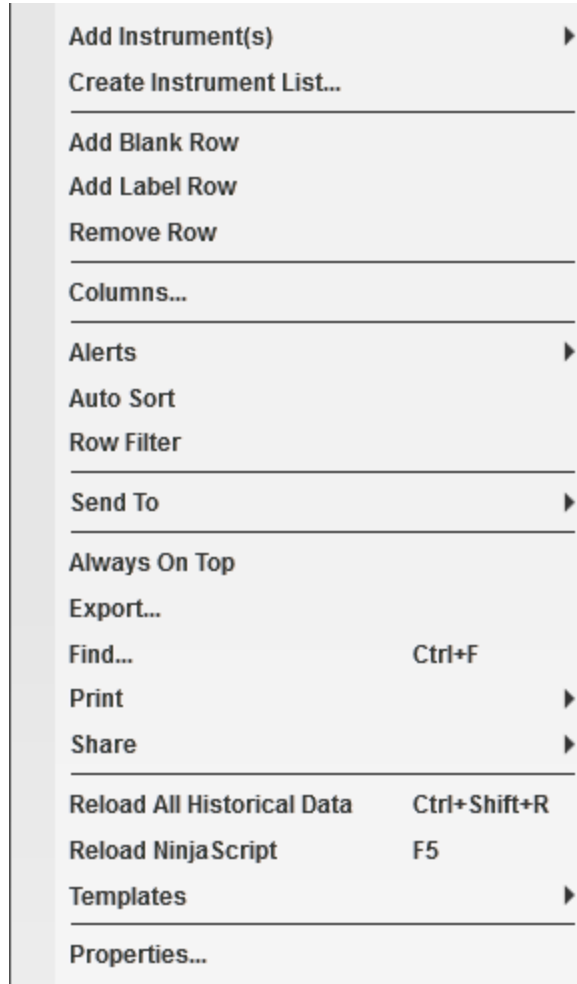 Add Instrument(s)
Create Instrument List...
Add Blank Row
Add Label Row
Remove Row
Columns...
Alerts
Auto Sort
Row Filter
Send To
Always On Top
Export...
Find... Ctrl+F
Print
Share
Reload All Historical Data Ctrl+Shift+R
Reload NinjaScript F5
Templates
Properties...